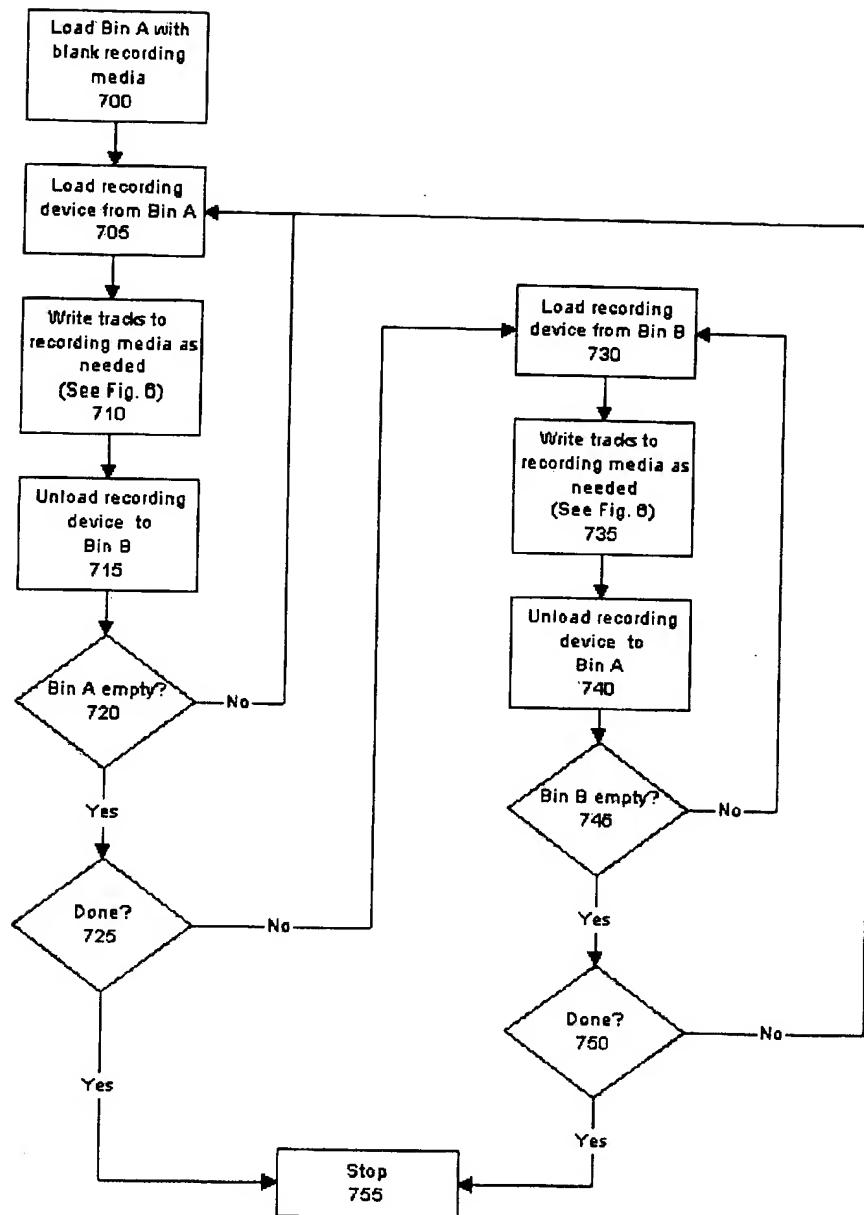 Load Bin A with
blank recording
media
700
Load recording
device from Bin A
705
Write tracks to
recording media as
needed
(See Fig. 6)
710
Unload recording
device to
Bin B
715
Bin A empty?
720
No
Yes
Done?
725
No
Yes
Load recording
device from Bin B
730
Write tracks to
recording media as
needed
(See Fig. 6)
735
Unload recording
device to
Bin A
740
Bin B empty?
745
No
Yes
Done?
750
No
Yes
Stop
755